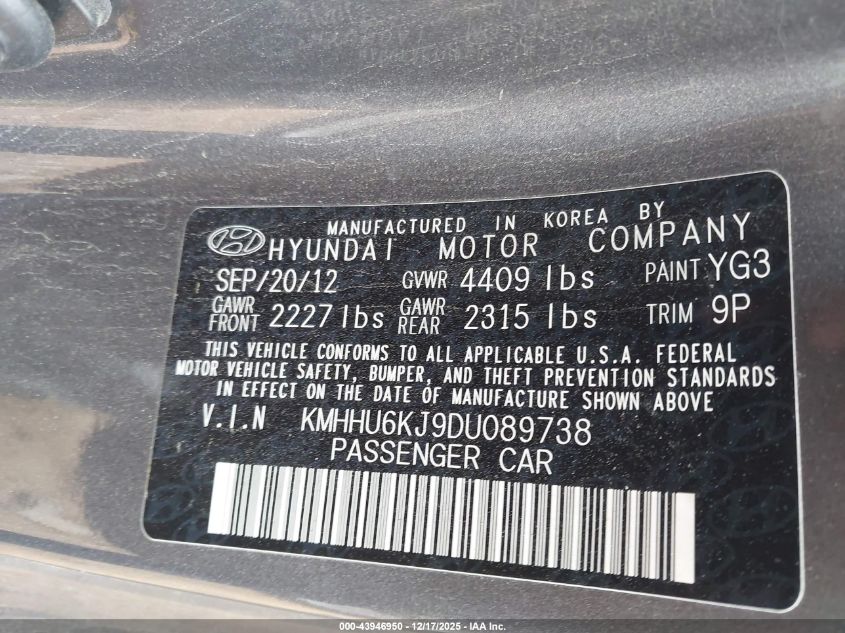 MANUFACTURED IN KOREA BY
HYUNDAI MOTOR COMPANY
SEP/20/12 GVWR 4409 lbs PAINT YG3
GAWR FRONT 2227 lbs GAWR REAR 2315 lbs TRIM 9P
THIS VEHICLE CONFORMS TO ALL APPLICABLE U.S.A. FEDERAL
MOTOR VEHICLE SAFETY, BUMPER, AND THEFT PREVENTION STANDARDS
IN EFFECT ON THE DATE OF MANUFACTURE SHOWN ABOVE
V.I.N KMHHU6KJ9DU089738
PASSENGER CAR
000-43946950 - 12/17/2025 - IAA Inc.